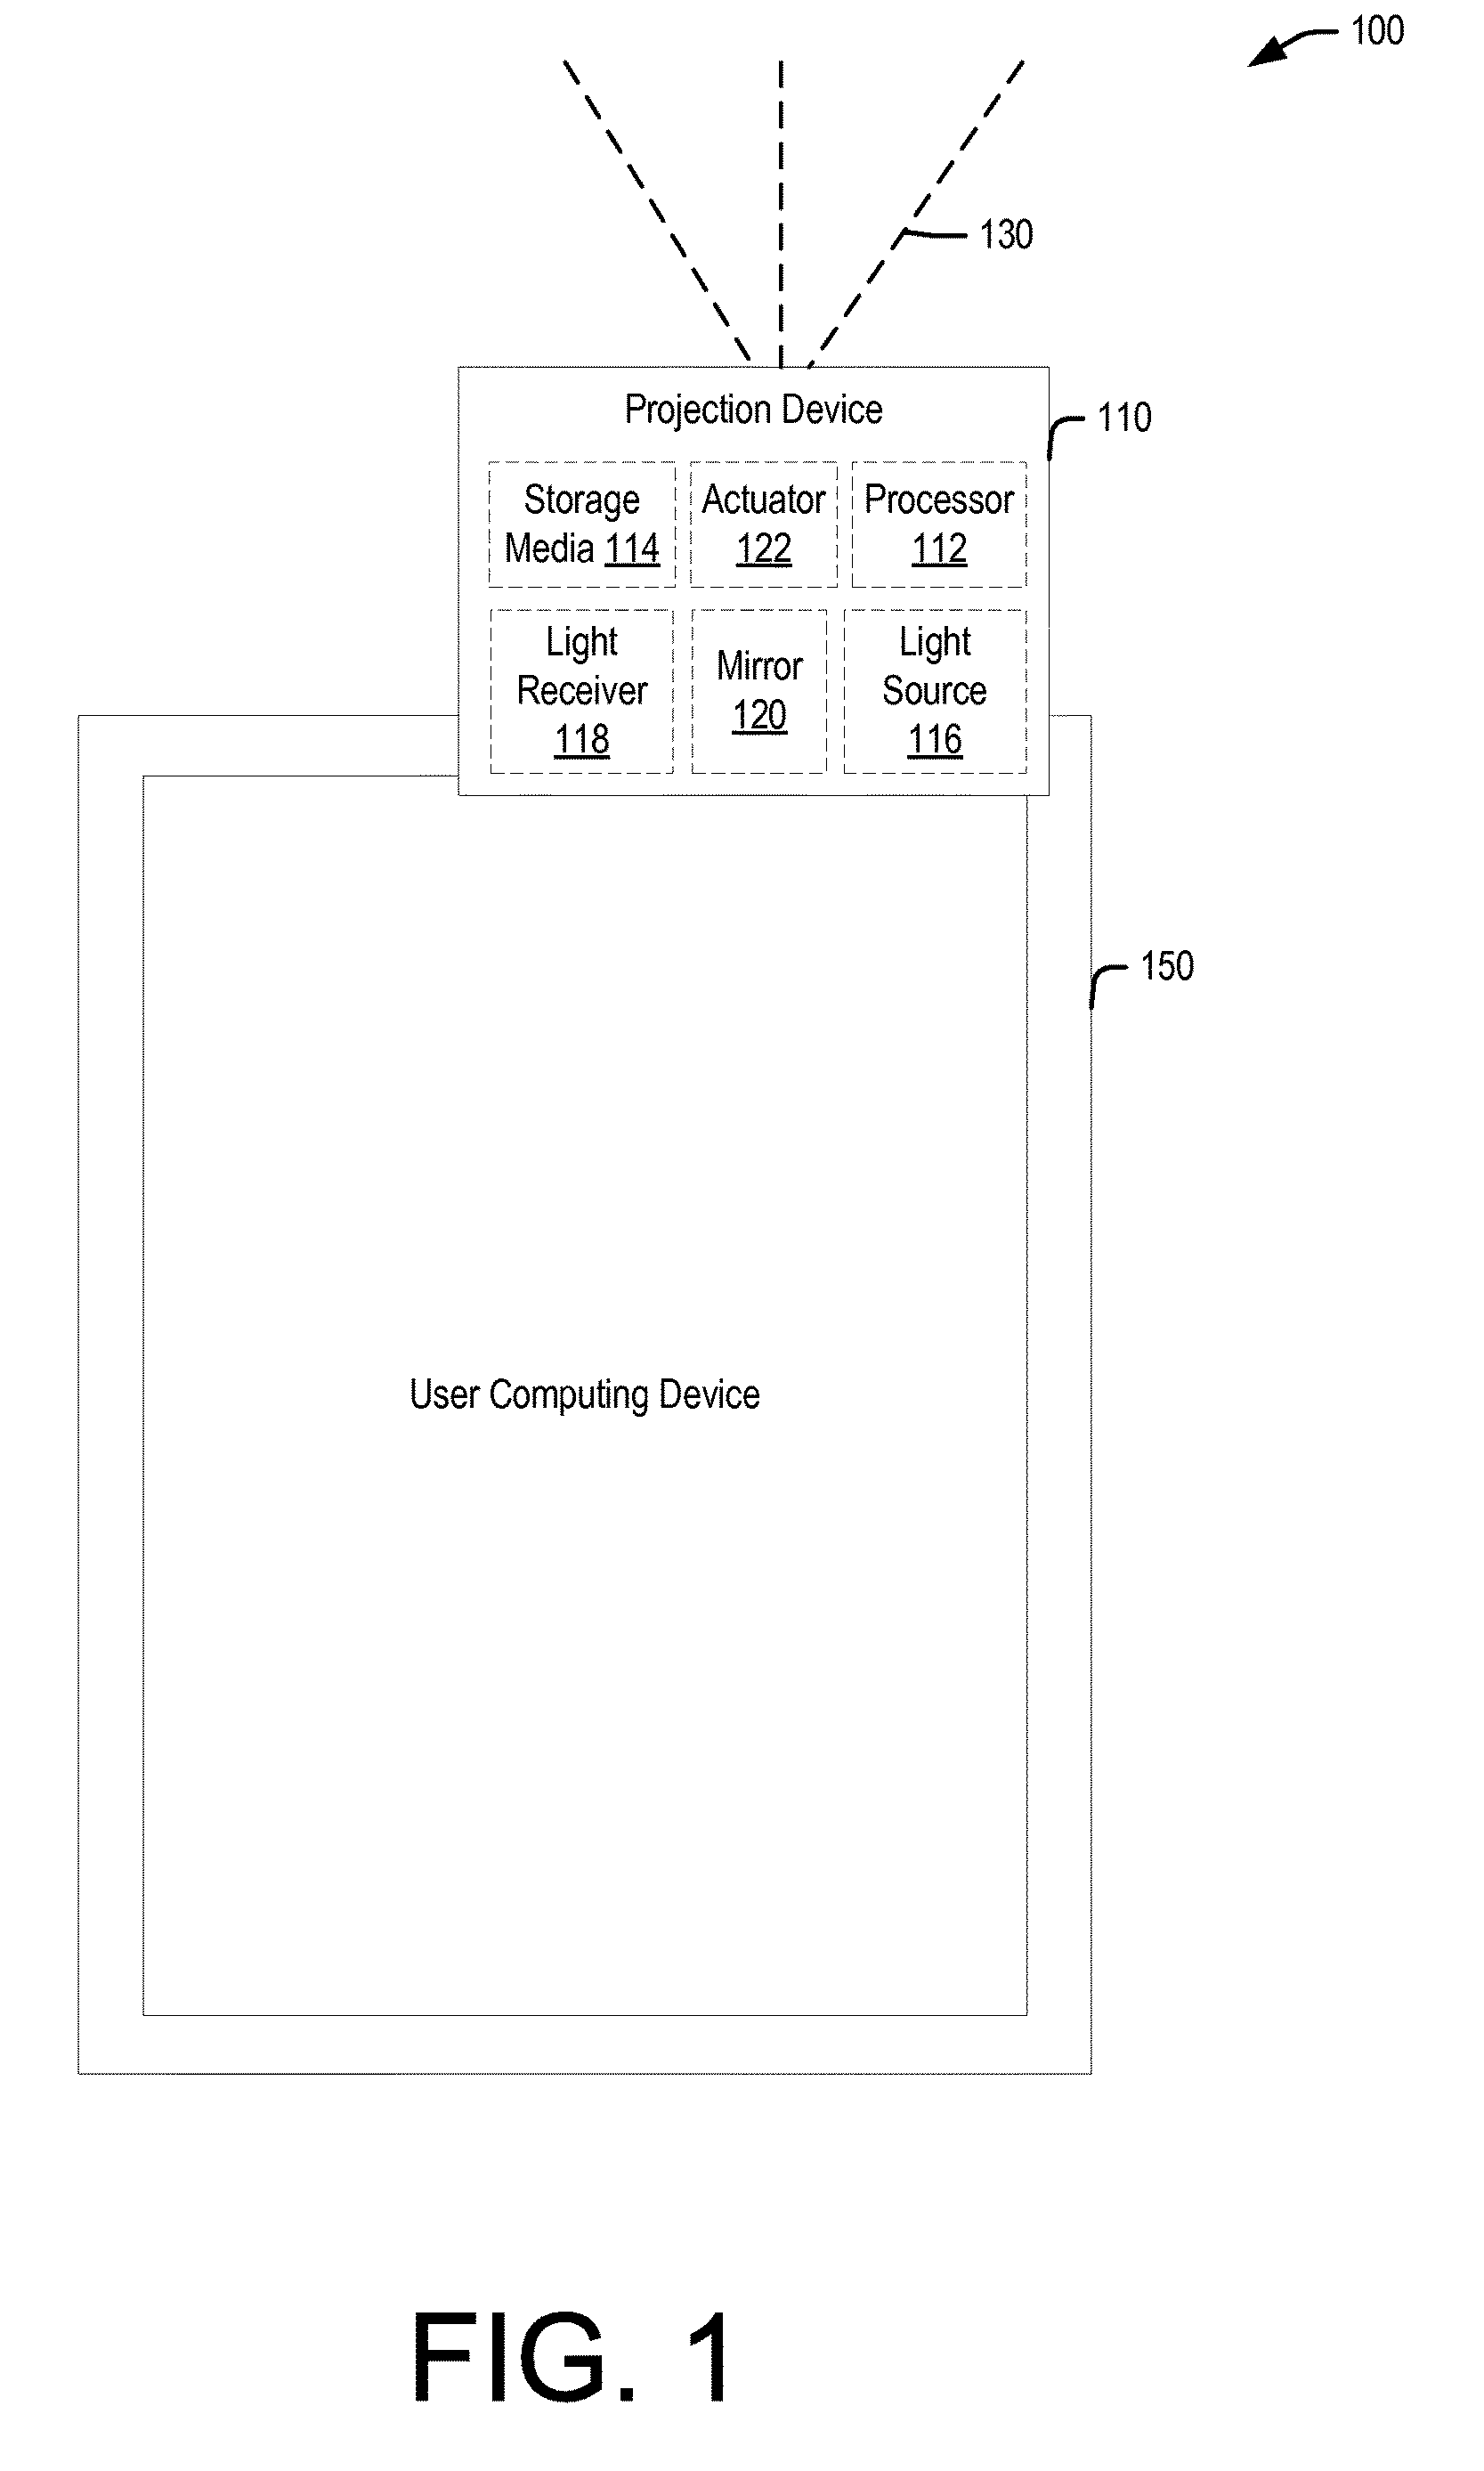 100
130
Projection Device
110
Storage
Media 114
Actuator
122
Processor
112
Light
Receiver
118
Mirror
120
Light
Source
116
150
User Computing Device
FIG. 1